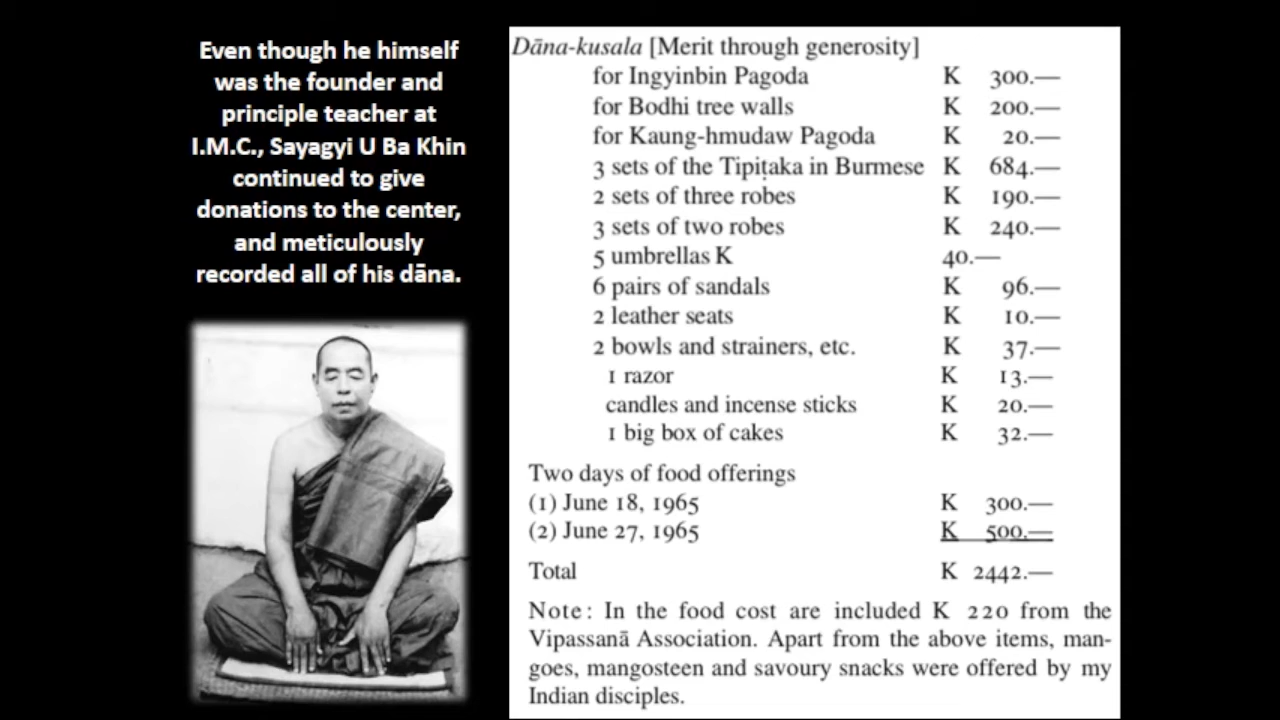 Even though he himself
was the founder and
principle teacher at
I.M.C., Sayagyi U Ba Khin
continued to give
donations to the center,
and meticulously
recorded all of his dāna.
Dāna-kusala [Merit through generosity]
for Ingyinbin Pagoda K 300.—
for Bodhi tree walls K 200.—
for Kaung-hmudaw Pagoda K 20.—
3 sets of the Tipiṭaka in Burmese K 684.—
2 sets of three robes K 190.—
3 sets of two robes K 240.—
5 umbrellas K 40.—
6 pairs of sandals K 96.—
2 leather seats K 10.—
2 bowls and strainers, etc. K 37.—
1 razor K 13.—
candles and incense sticks K 20.—
1 big box of cakes K 32.—
Two days of food offerings
(1) June 18, 1965 K 300.—
(2) June 27, 1965 K 500.—
Total K 2442.—
Note: In the food cost are included K 220 from the
Vipassanā Association. Apart from the above items, man-
goes, mangosteen and savoury snacks were offered by my
Indian disciples.